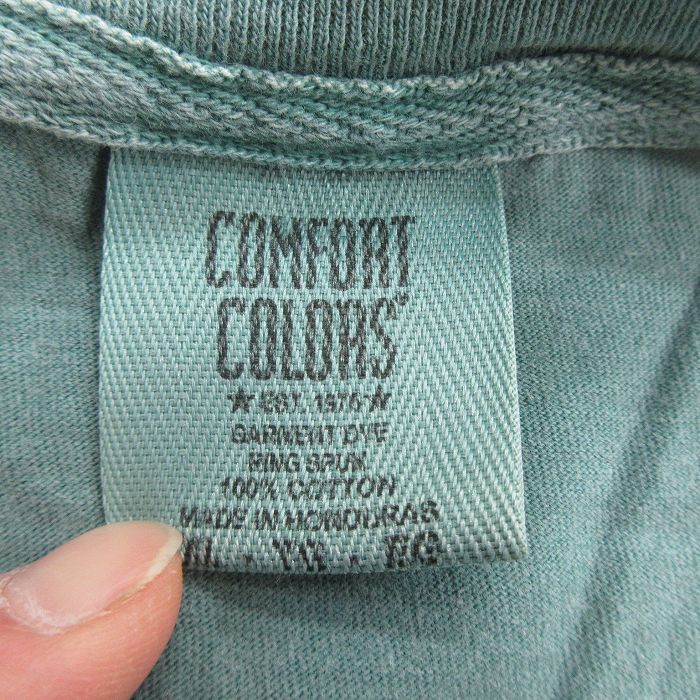 COMFORT
COLORS®
★ EST. 1975 ★
GARMENT DYE
RING SPUN
100% COTTON
MADE IN HONDURAS